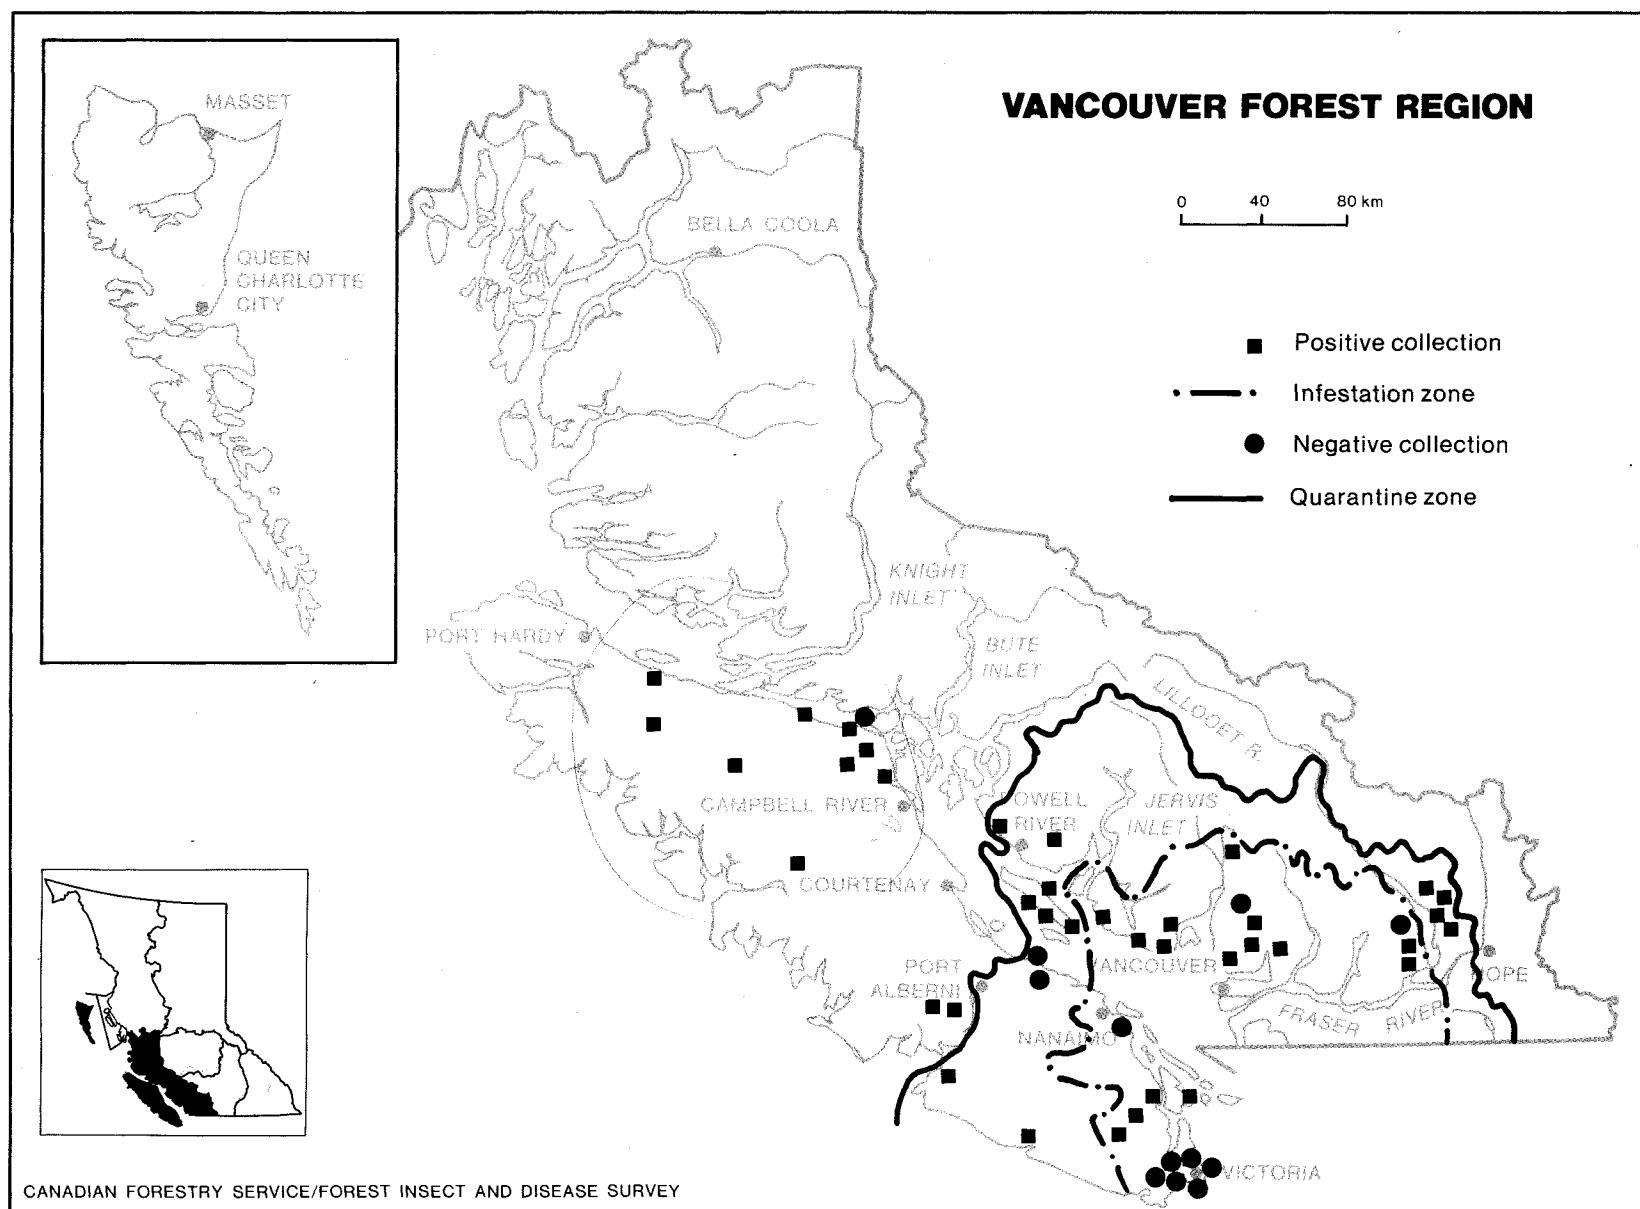 VANCOUVER FOREST REGION
MASSET
0 40 80 km
BELLA COOLA
QUEEN
CHARLOTTE
CITY
Positive collection
Infestation zone
Negative collection
Quarantine zone
KNIGHT
INLET
PORT HARDY
BUTE
INLET
LILLOOET R.
CAMPBELL RIVER
POWELL
RIVER
JERVIS
INLET
COURTENAY
PORT
ALBERNI
VANCOUVER
HOPE
FRASER RIVER
NANAIMO
VICTORIA
CANADIAN FORESTRY SERVICE/FOREST INSECT AND DISEASE SURVEY